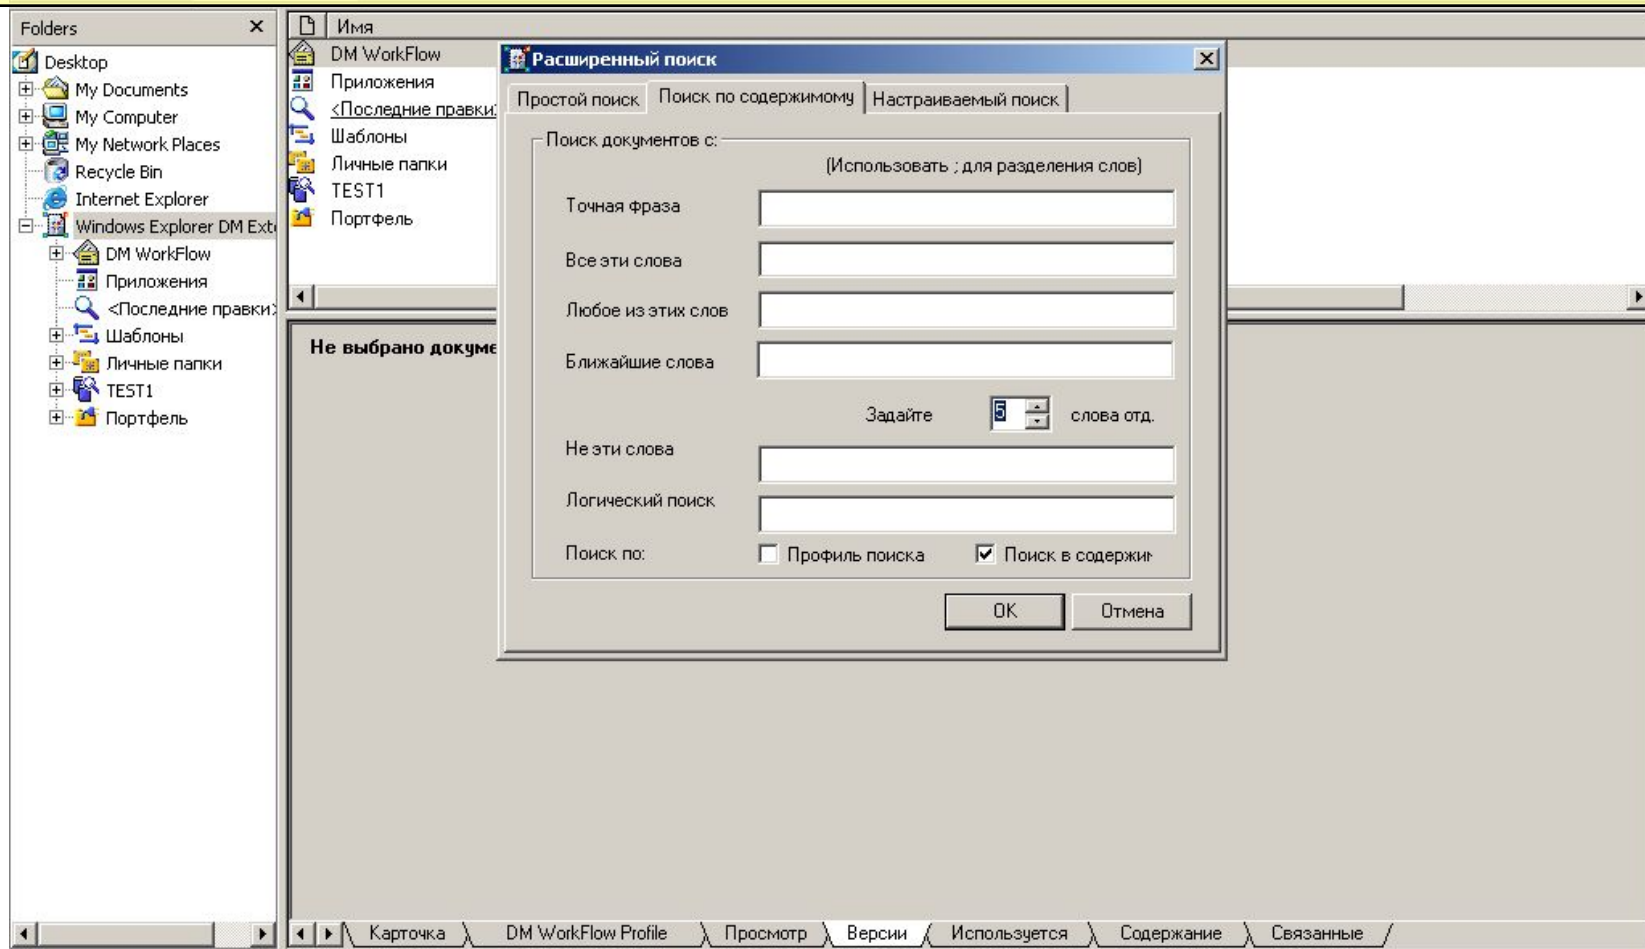 Folders
Desktop
My Documents
My Computer
My Network Places
Recycle Bin
Internet Explorer
Windows Explorer DM Ext
DM WorkFlow
Приложения
<Последние правки>
Шаблоны
Личные папки
TEST1
Портфель
Имя
DM WorkFlow
Приложения
<Последние правки>
Шаблоны
Личные папки
TEST1
Портфель
Не выбрано докуме
Расширенный поиск
Простой поиск Поиск по содержимому Настраиваемый поиск
Поиск документов с:
(Использовать ; для разделения слов)
Точная фраза
Все эти слова
Любое из этих слов
Ближайшие слова
Задайте 5 слова отд.
Не эти слова
Логический поиск
Поиск по: Профиль поиска Поиск в содержи
OK Отмена
Карточка DM WorkFlow Profile Просмотр Версии Используется Содержание Связанные